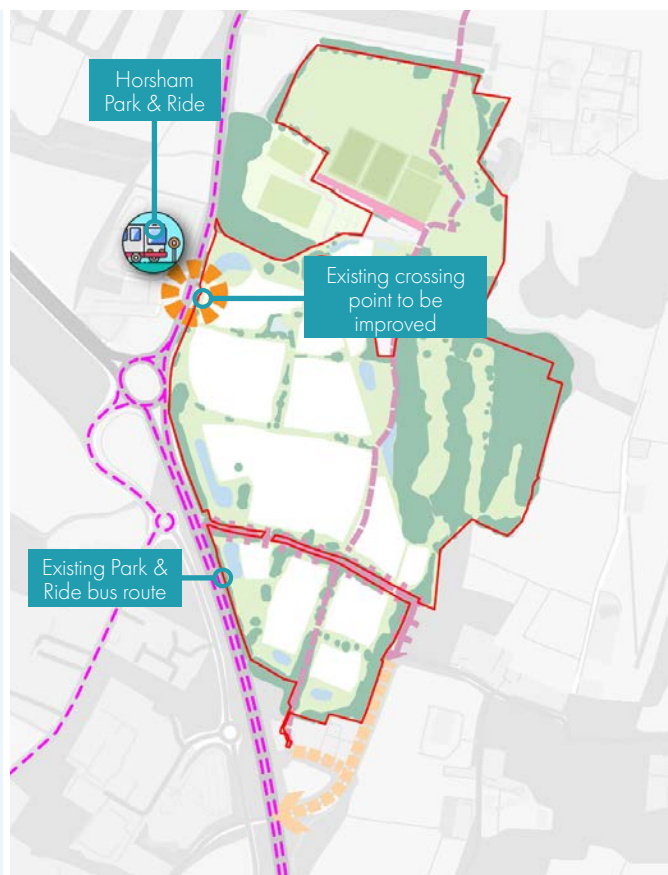 Horsham
Park & Ride
Existing crossing
point to be
improved
Existing Park &
Ride bus route